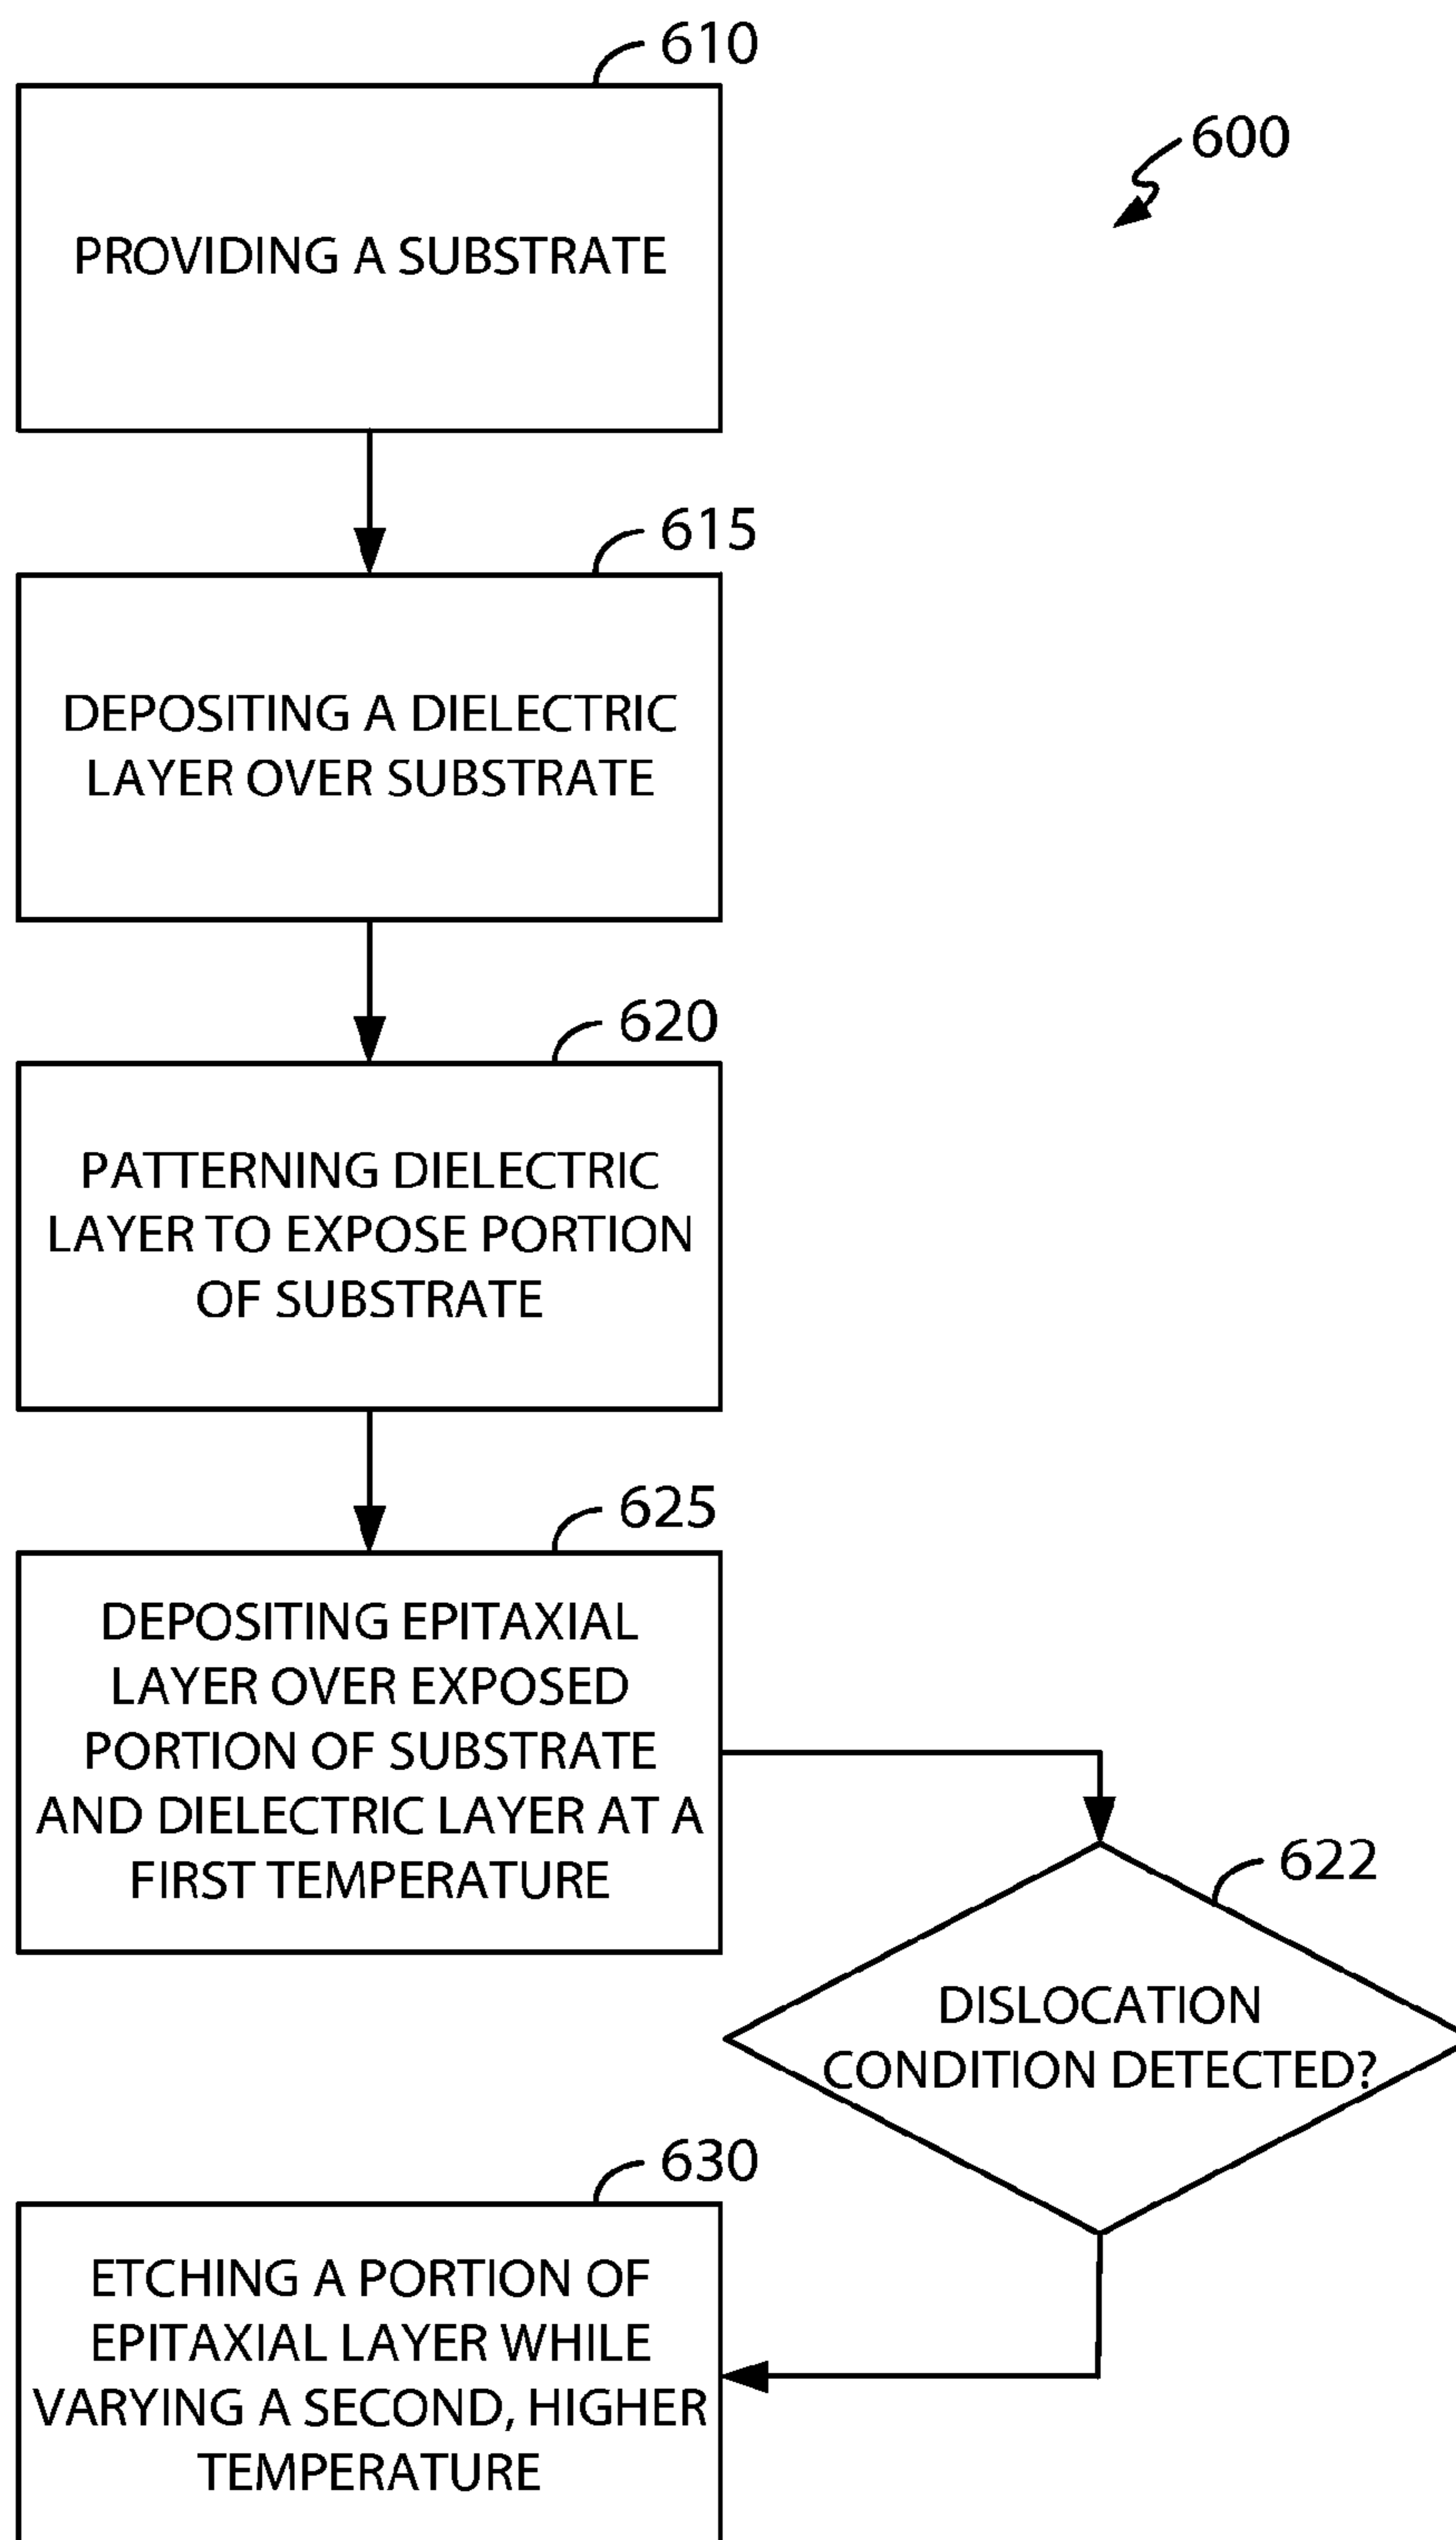 610
600
PROVIDING A SUBSTRATE
615
DEPOSITING A DIELECTRIC
LAYER OVER SUBSTRATE
620
PATTERNING DIELECTRIC
LAYER TO EXPOSE PORTION
OF SUBSTRATE
625
DEPOSITING EPITAXIAL
LAYER OVER EXPOSED
PORTION OF SUBSTRATE
AND DIELECTRIC LAYER AT A
FIRST TEMPERATURE
622
DISLOCATION
CONDITION DETECTED?
630
ETCHING A PORTION OF
EPITAXIAL LAYER WHILE
VARYING A SECOND, HIGHER
TEMPERATURE